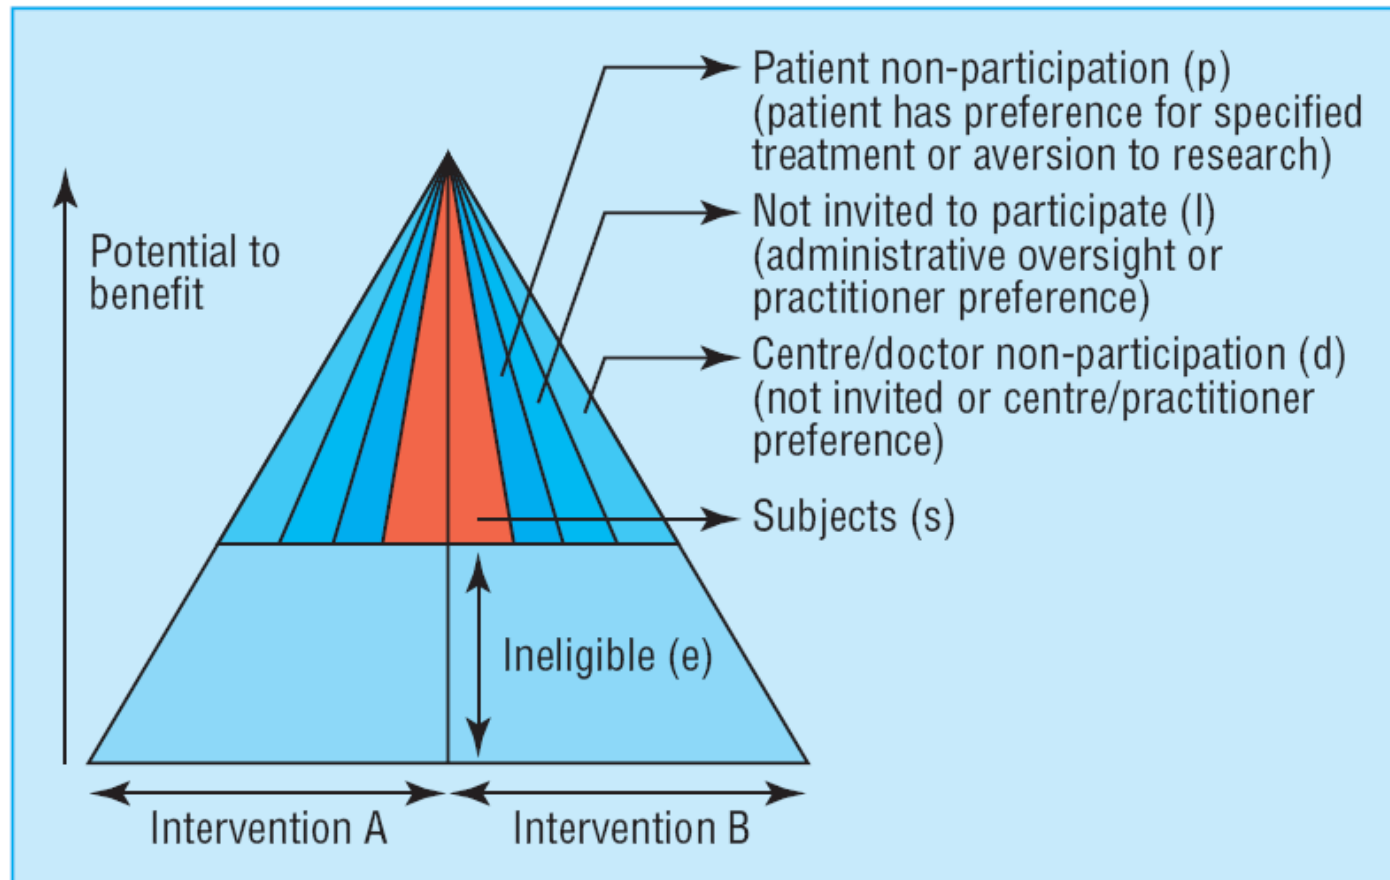 Patient non-participation (p)
(patient has preference for specified
treatment or aversion to research)
Not invited to participate (I)
(administrative oversight or
practitioner preference)
Centre/doctor non-participation (d)
(not invited or centre/practitioner
preference)
Subjects (s)
Potential to
benefit
Ineligible (e)
Intervention A
Intervention B